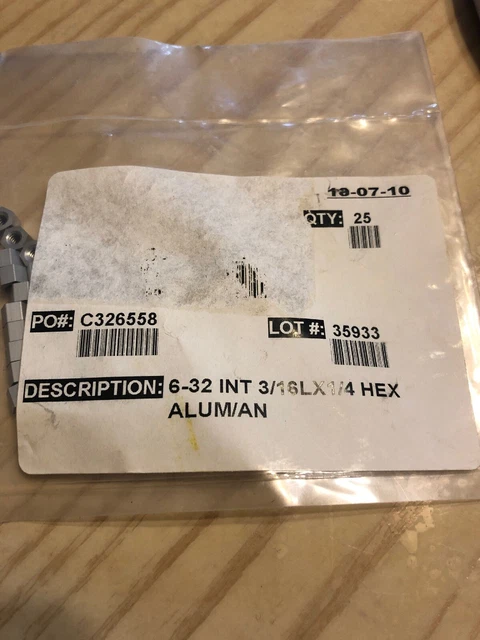 18-07-10
QTY: 25
PO#: C326558
LOT #: 35933
DESCRIPTION: 6-32 INT 3/16LX1/4 HEX
ALUM/AN